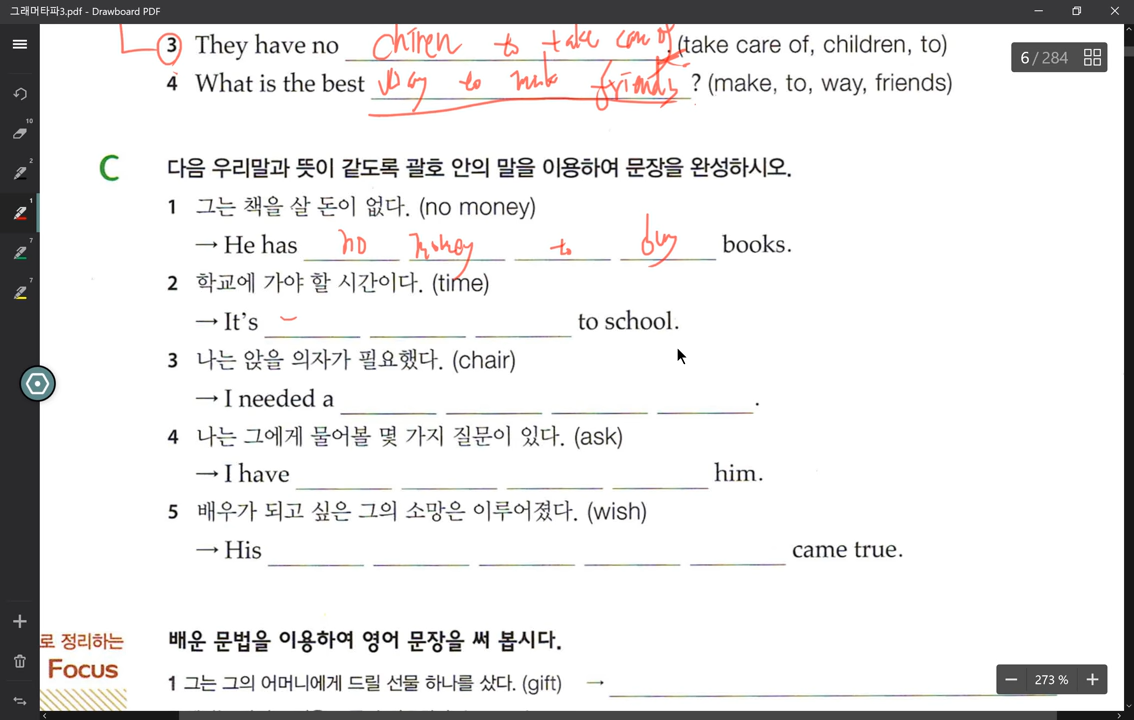 그래머타파3.pdf - Drawboard PDF
3 They have no chiren to take care of. (take care of, children, to)
6 / 284
4 What is the best way to make friends? (make, to, way, friends)
C 다음 우리말과 뜻이 같도록 괄호 안의 말을 이용하여 문장을 완성하시오.
1 그는 책을 살 돈이 없다. (no money)
→ He has no money to buy books.
2 학교에 가야 할 시간이다. (time)
→ It's to school.
3 나는 앉을 의자가 필요했다. (chair)
→ I needed a .
4 나는 그에게 물어볼 몇 가지 질문이 있다. (ask)
→ I have him.
5 배우가 되고 싶은 그의 소망은 이루어졌다. (wish)
→ His came true.
로 정리하는
Focus
배운 문법을 이용하여 영어 문장을 써 봅시다.
1 그는 그의 어머니에게 드릴 선물 하나를 샀다. (gift) →
273 %
10
2
1
7
7